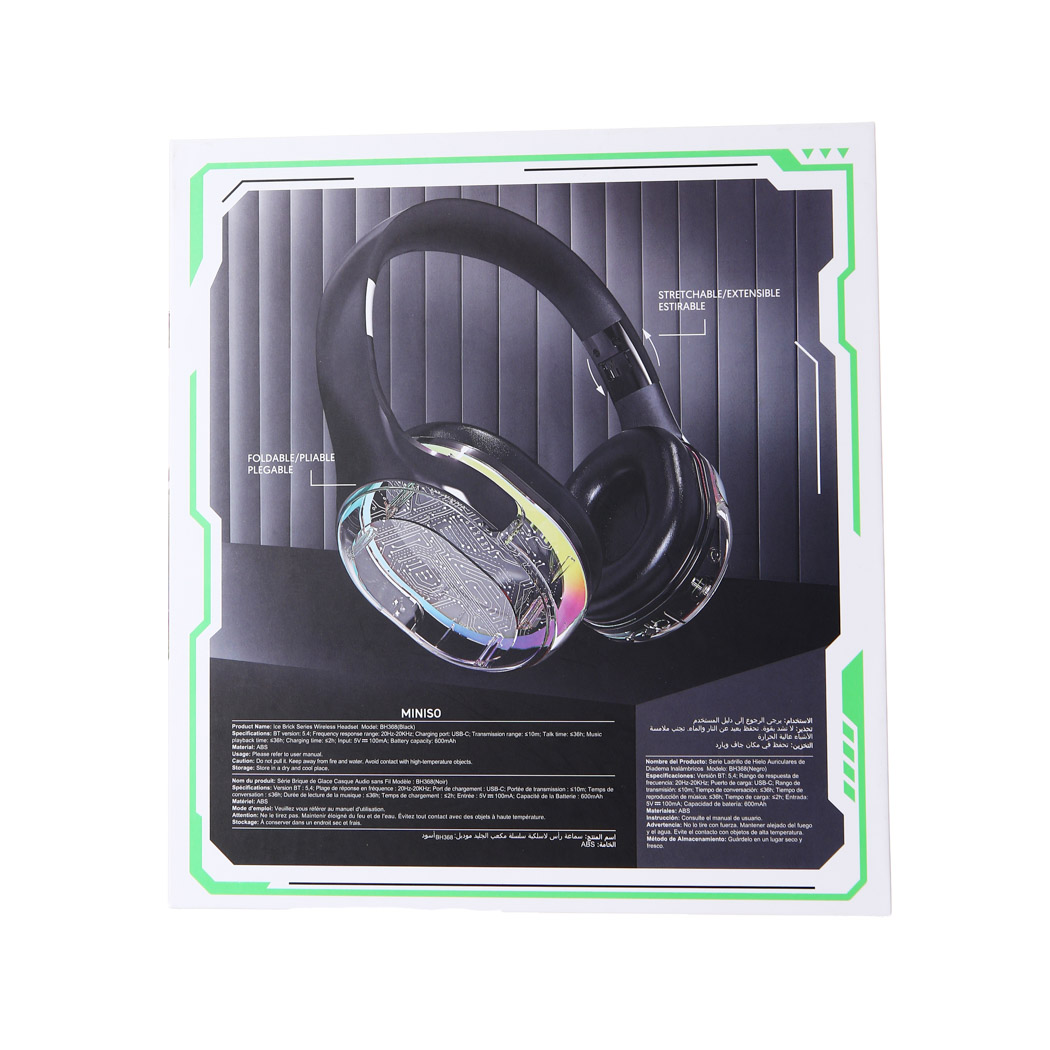 STRETCHABLE/EXTENSIBLE
ESTIRABLE
FOLDABLE/PLIABLE
PLEGABLE
MINISO
Product Name: Ice Brick Series Wireless Headset Model: BH368(Black)
Specifications: BT version: 5.4; Frequency response range: 20Hz-20KHz; Charging port: USB-C; Transmission range: ≤10m; Talk time: ≤36h; Music
playback time: ≤36h; Charging time: ≤2h; Input: 5V⎓100mA; Battery capacity: 600mAh
Material: ABS
Usage: Please refer to user manual.
Caution: Do not pull it. Keep away from fire and water. Avoid contact with high-temperature objects.
Storage: Store in a dry and cool place.
Nom du produit: Série Brique de Glace Casque Audio sans Fil Modèle : BH368(Noir)
Spécifications: Version BT : 5,4; Plage de réponse en fréquence : 20Hz-20KHz; Port de chargement : USB-C; Portée de transmission : ≤10m; Temps de
conversation : ≤36h; Durée de lecture de la musique : ≤36h; Temps de chargement : ≤2h; Entrée : 5V⎓100mA; Capacité de la Batterie : 600mAh
Matériel: ABS
Mode d'emploi: Veuillez vous référer au manuel d'utilisation.
Attention: Ne le tirez pas. Maintenir éloigné du feu et de l'eau. Évitez tout contact avec des objets à haute température.
Stockage: À conserver dans un endroit sec et frais.
اسم المنتج: سماعة رأس لاسلكية سلسلة مكعب الجليد موديل: BH368أسود
الخامة: ABS
الاستخدام: يرجى الرجوع إلى دليل المستخدم
تحذير: لا تشد بقوة. تحفظ بعيد عن النار والماء. تجنب ملامسة
الأشياء عالية الحرارة
التخزين: تحفظ في مكان جاف وبارد
Nombre del Producto: Serie Ladrillo de Hielo Auriculares de
Diadema Inalámbricos Modelo: BH368(Negro)
Especificaciones: Versión BT: 5,4; Rango de respuesta de
frecuencia: 20Hz-20KHz; Puerto de carga: USB-C; Rango de
transmisión: ≤10m; Tiempo de conversación: ≤36h; Tiempo de
reproducción de música: ≤36h; Tiempo de carga: ≤2h; Entrada:
5V⎓100mA; Capacidad de batería: 600mAh
Materiales: ABS
Instrucción: Consulte el manual de usuario.
Advertencia: No lo tire con fuerza. Mantener alejado del fuego
y el agua. Evite el contacto con objetos de alta temperatura.
Método de Almacenamiento: Guárdelo en un lugar seco y
fresco.